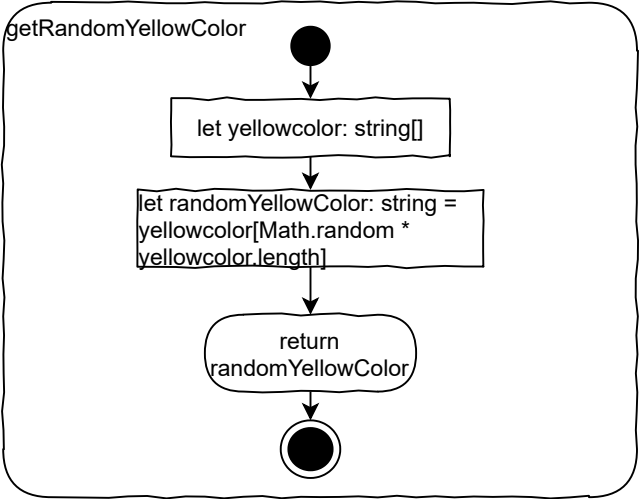 getRandomYellowColor
let yellowcolor: string[]
let randomYellowColor: string =
yellowcolor[Math.random *
yellowcolor.length]
return
randomYellowColor